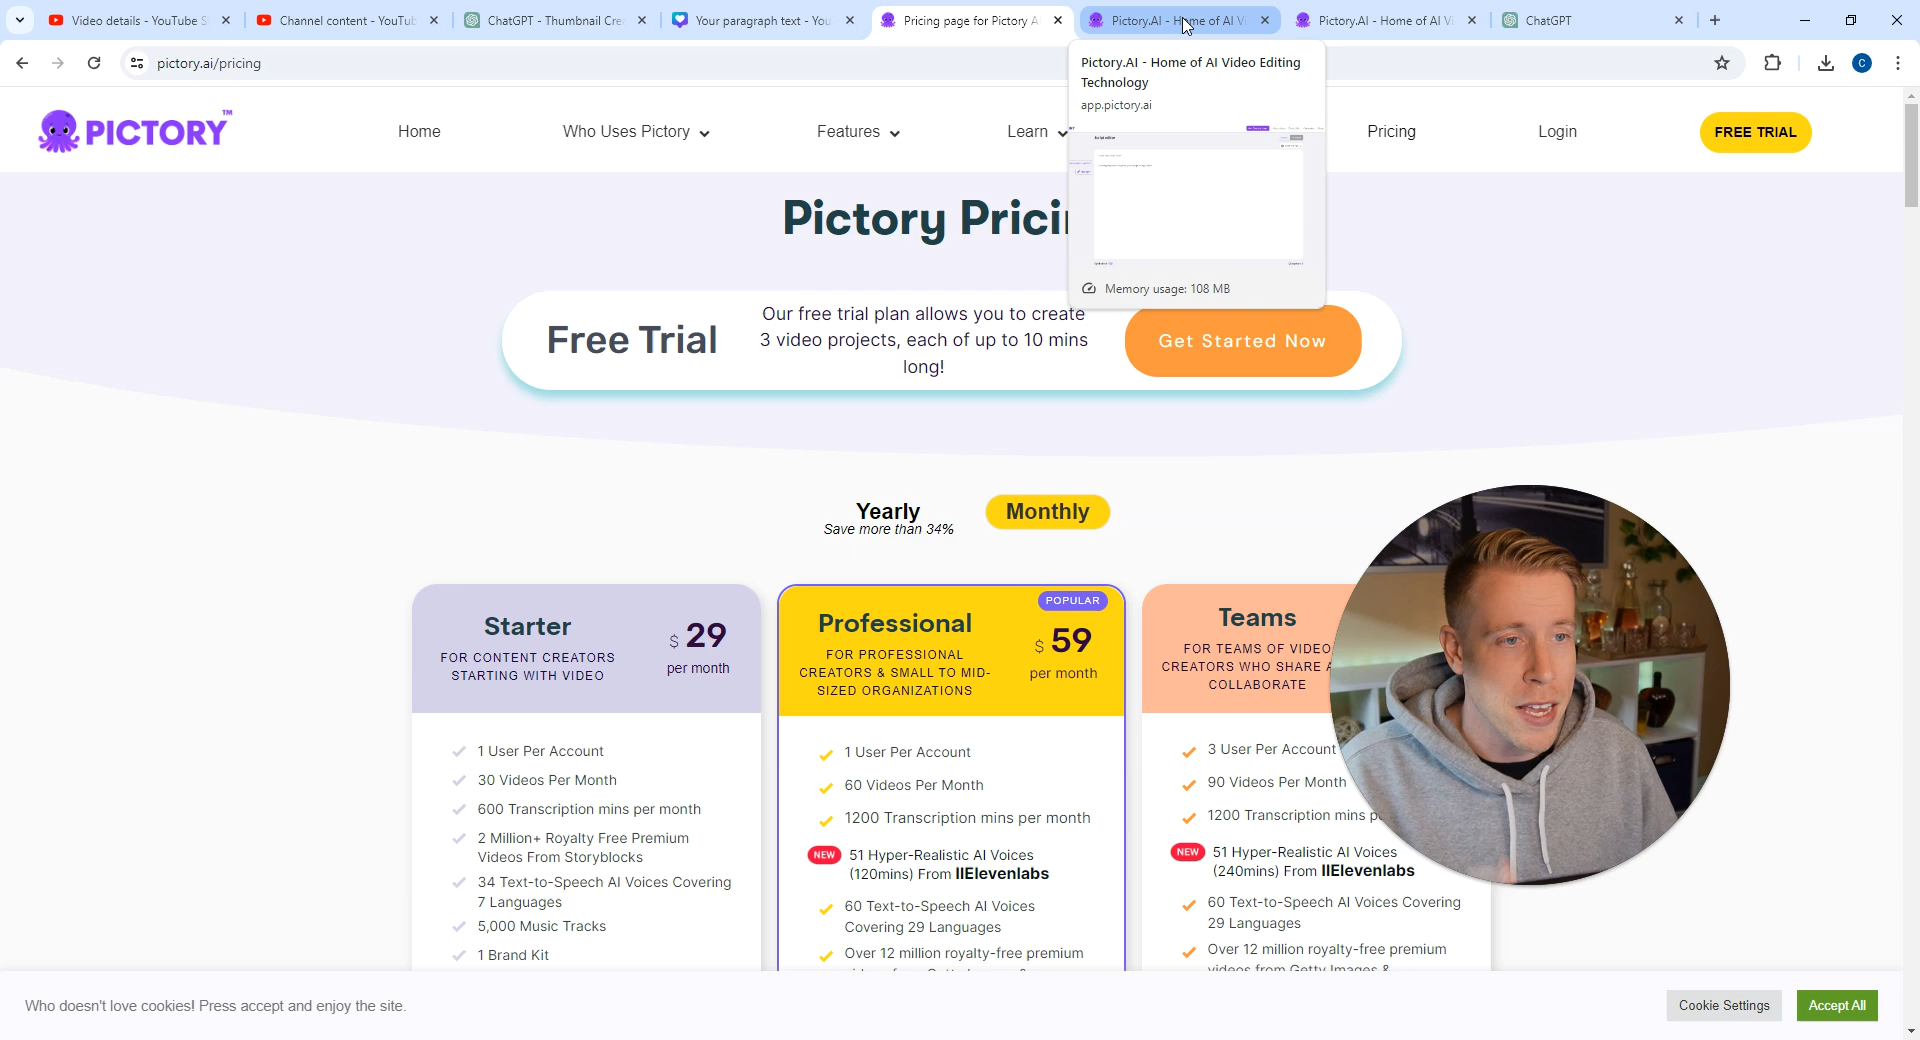 Video details - YouTube S
Channel content - YouTub
ChatGPT - Thumbnail Cre
Your paragraph text - You
Pricing page for Pictory A
Pictory.AI - Home of AI Vi
Pictory.AI - Home of AI Vi
ChatGPT
pictory.ai/pricing
C
Pictory.AI - Home of AI Video Editing
Technology
app.pictory.ai
Memory usage: 108 MB
PICTORY™
Home
Who Uses Pictory
Features
Learn
Pricing
Login
FREE TRIAL
Pictory Prici
Free Trial
Our free trial plan allows you to create
3 video projects, each of up to 10 mins
long!
Get Started Now
Yearly
Save more than 34%
Monthly
Starter
FOR CONTENT CREATORS
STARTING WITH VIDEO
$ 29
per month
1 User Per Account
30 Videos Per Month
600 Transcription mins per month
2 Million+ Royalty Free Premium
Videos From Storyblocks
34 Text-to-Speech AI Voices Covering
7 Languages
5,000 Music Tracks
1 Brand Kit
POPULAR
Professional
FOR PROFESSIONAL
CREATORS & SMALL TO MID-
SIZED ORGANIZATIONS
$ 59
per month
1 User Per Account
60 Videos Per Month
1200 Transcription mins per month
NEW
51 Hyper-Realistic AI Voices
(120mins) From IIElevenlabs
60 Text-to-Speech AI Voices
Covering 29 Languages
Over 12 million royalty-free premium
Teams
FOR TEAMS OF VIDEO
CREATORS WHO SHARE A
COLLABORATE
3 User Per Account
90 Videos Per Month
1200 Transcription mins p
NEW
51 Hyper-Realistic AI Voices
(240mins) From IIElevenlabs
60 Text-to-Speech AI Voices Covering
29 Languages
Over 12 million royalty-free premium
videos from Getty Images &
Who doesn't love cookies! Press accept and enjoy the site.
Cookie Settings
Accept All